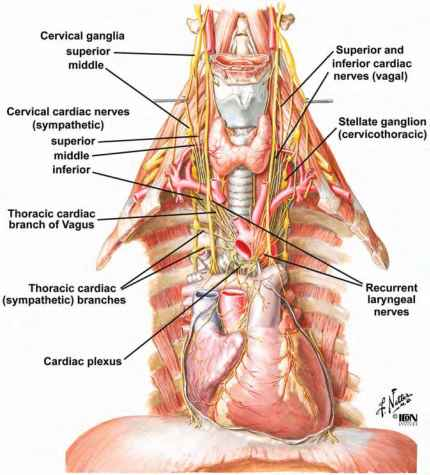 Cervical ganglia
superior
middle
Cervical cardiac nerves
(sympathetic)
superior
middle
inferior
Thoracic cardiac
branch of Vagus
Thoracic cardiac
(sympathetic) branches
Cardiac plexus
Superior and
inferior cardiac
nerves (vagal)
Stellate ganglion
(cervicothoracic)
Recurrent
laryngeal
nerves
F. Netter
M.D.
© ICON